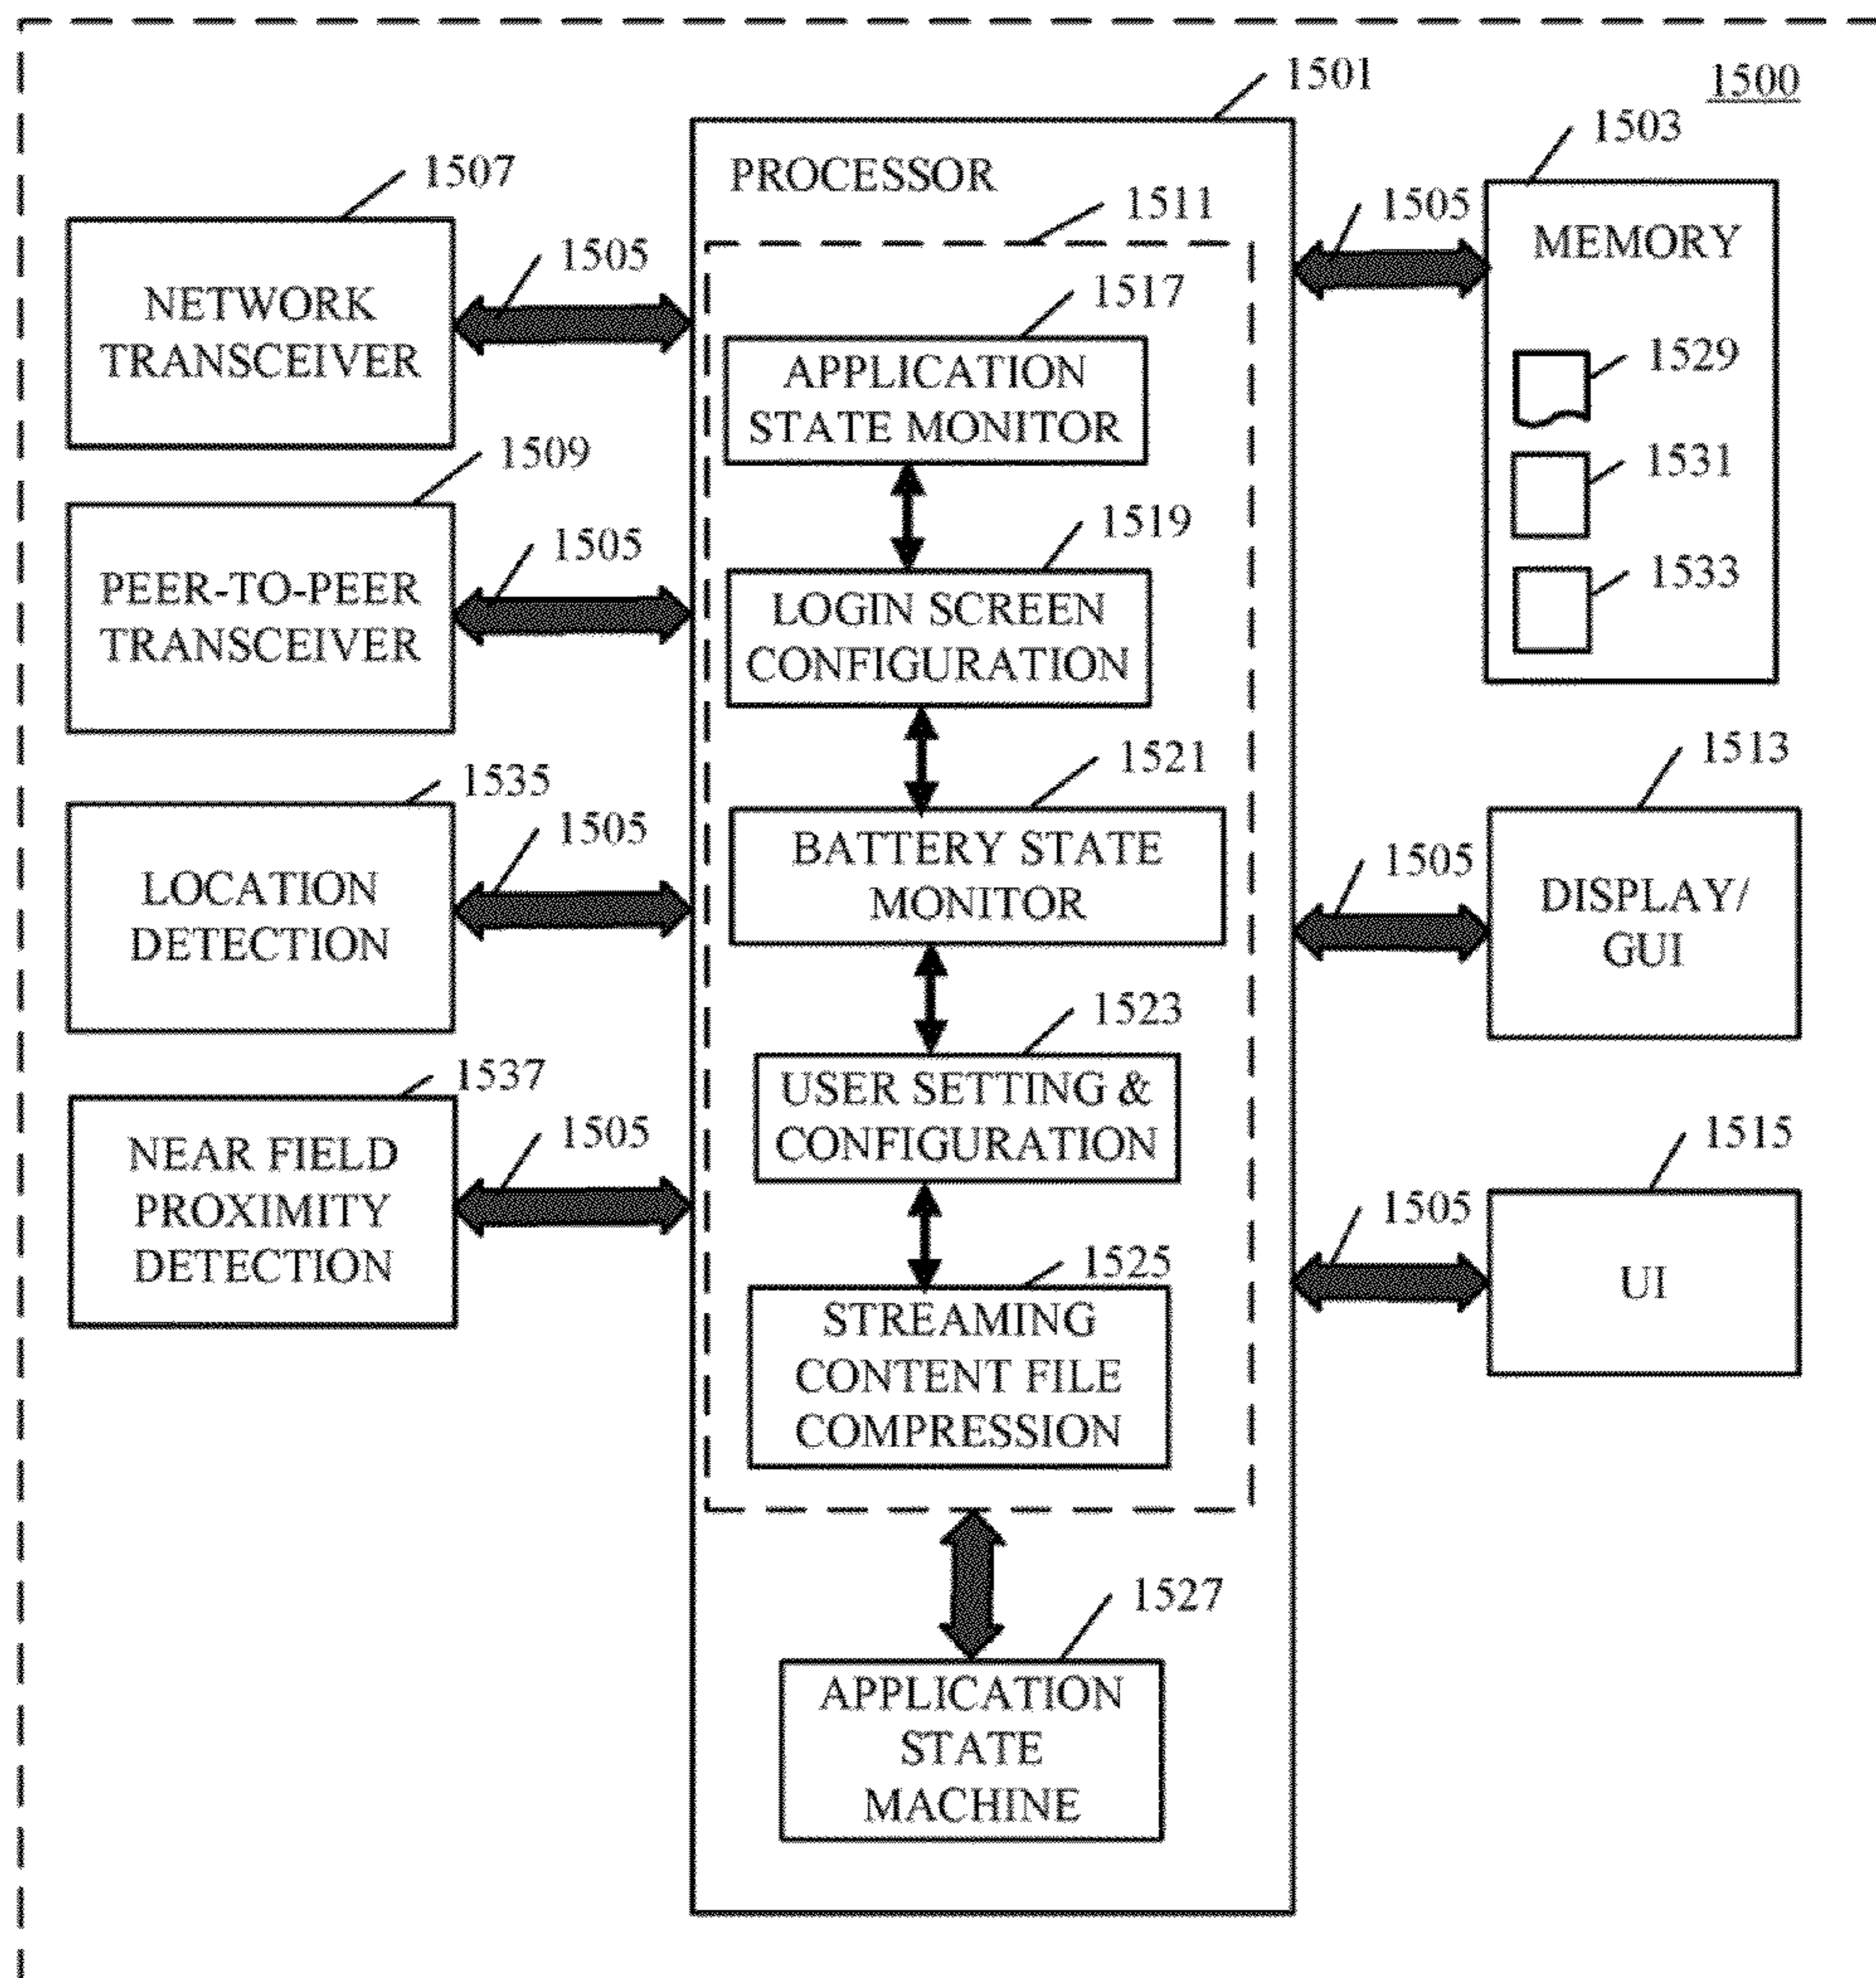 1500
1501
PROCESSOR
1511
1507
NETWORK
TRANSCEIVER
1505
1509
PEER-TO-PEER
TRANSCEIVER
1505
1535
LOCATION
DETECTION
1505
1537
NEAR FIELD
PROXIMITY
DETECTION
1505
1517
APPLICATION
STATE MONITOR
1519
LOGIN SCREEN
CONFIGURATION
1521
BATTERY STATE
MONITOR
1523
USER SETTING &
CONFIGURATION
1525
STREAMING
CONTENT FILE
COMPRESSION
1527
APPLICATION
STATE
MACHINE
1505
1503
MEMORY
1529
1531
1533
1505
1513
DISPLAY/
GUI
1505
1515
UI